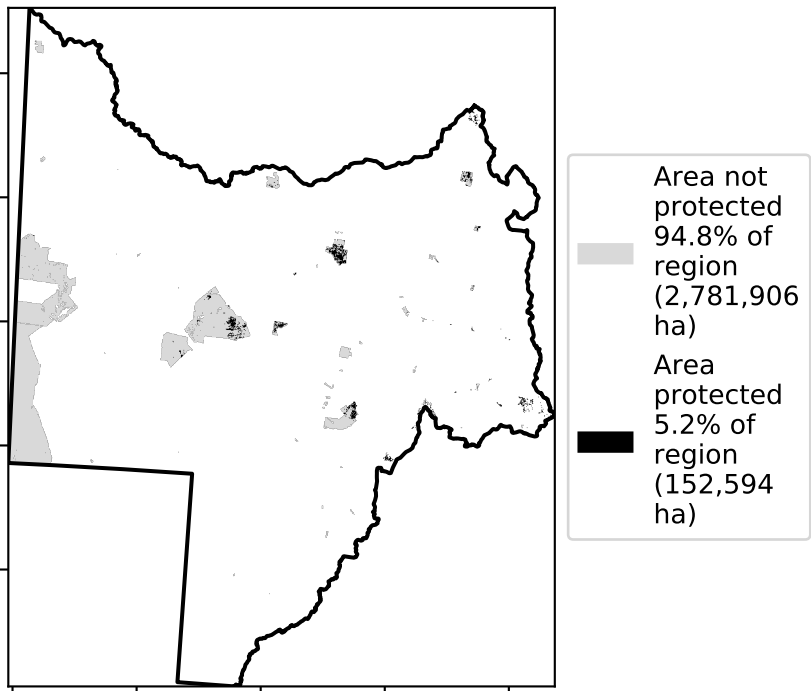 Area not
protected
94.8% of
region
(2,781,906
ha)
Area
protected
5.2% of
region
(152,594
ha)